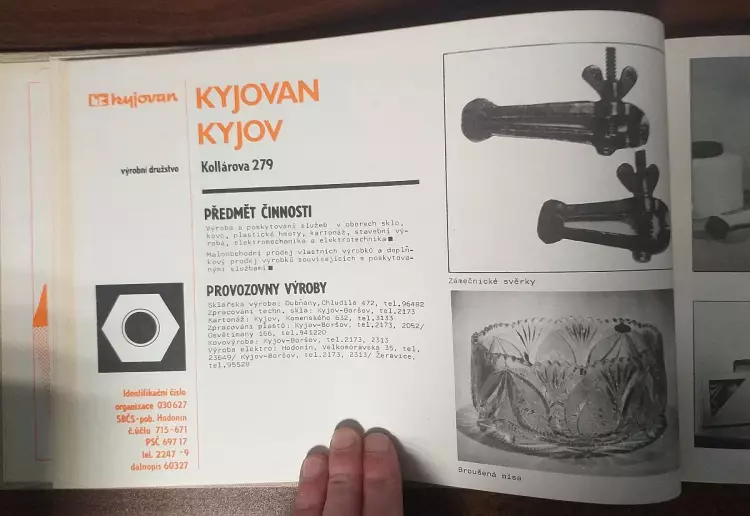 kyjovan
KYJOVAN
KYJOV
výrobní družstvo
Kollárova 279
PŘEDMĚT ČINNOSTI
Výroba a poskytování služeb v oborech sklo,
kovo, plastické hmoty, kartonáž, stavební vý-
roba, elektromechanika a elektrotechnika
Maloobchodní prodej vlastních výrobků a doplň-
kový prodej výrobků souvisejících s poskytova-
nými službami
PROVOZOVNY VÝROBY
Sklářská výroba: Dubňany, Chludila 472, tel.96482
Zpracování techn. skla: Kyjov-Boršov, tel.2173
Kartonáž: Kyjov, Komenského 632, tel.3133
Zpracování plastů: Kyjov-Boršov, tel.2173, 2052/
Osvětimany 166, tel.941220
Kovovýroba: Kyjov-Boršov, tel.2173, 2313
Výroba elektro: Hodonín, Velkomoravská 35, tel.
23649/ Kyjov-Boršov, tel.2173, 2313/ Žeravice,
tel.95528
Identifikační číslo
organizace 030627
SBČS-pob. Hodonín
č.účtu 715-671
PSČ 697 17
tel. 2247 -9
dálnopis 60327
Zámečnické svěrky
Broušená mísa